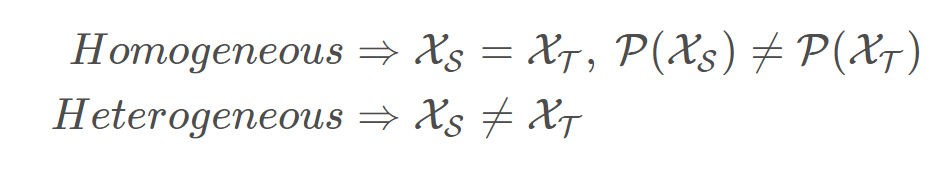 Homogeneous ⇒ 𝒳_𝒮 = 𝒳_𝒯, 𝒫(𝒳_𝒮) ≠ 𝒫(𝒳_𝒯)
Heterogeneous ⇒ 𝒳_𝒮 ≠ 𝒳_𝒯